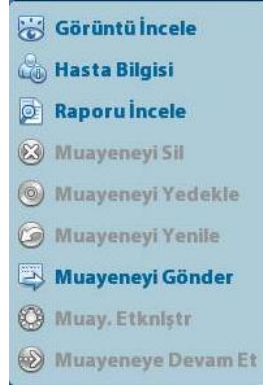 Görüntü İncele
Hasta Bilgisi
Raporu İncele
Muayeneyi Sil
Muayeneyi Yedekle
Muayeneyi Yenile
Muayeneyi Gönder
Muay. Etknlştr
Muayeneye Devam Et